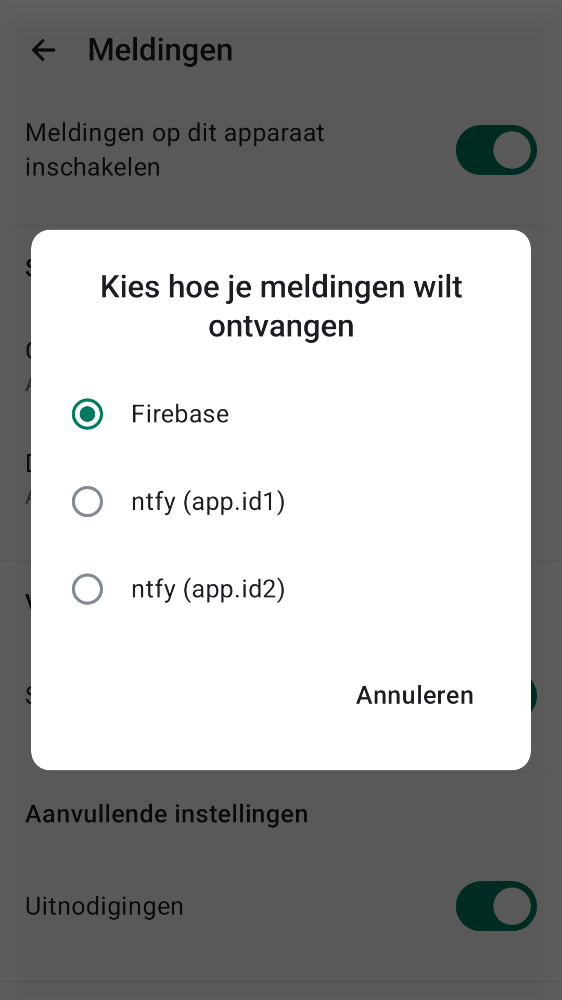 Meldingen
Meldingen op dit apparaat
inschakelen
Kies hoe je meldingen wilt
ontvangen
Firebase
ntfy (app.id1)
ntfy (app.id2)
Annuleren
Aanvullende instellingen
Uitnodigingen